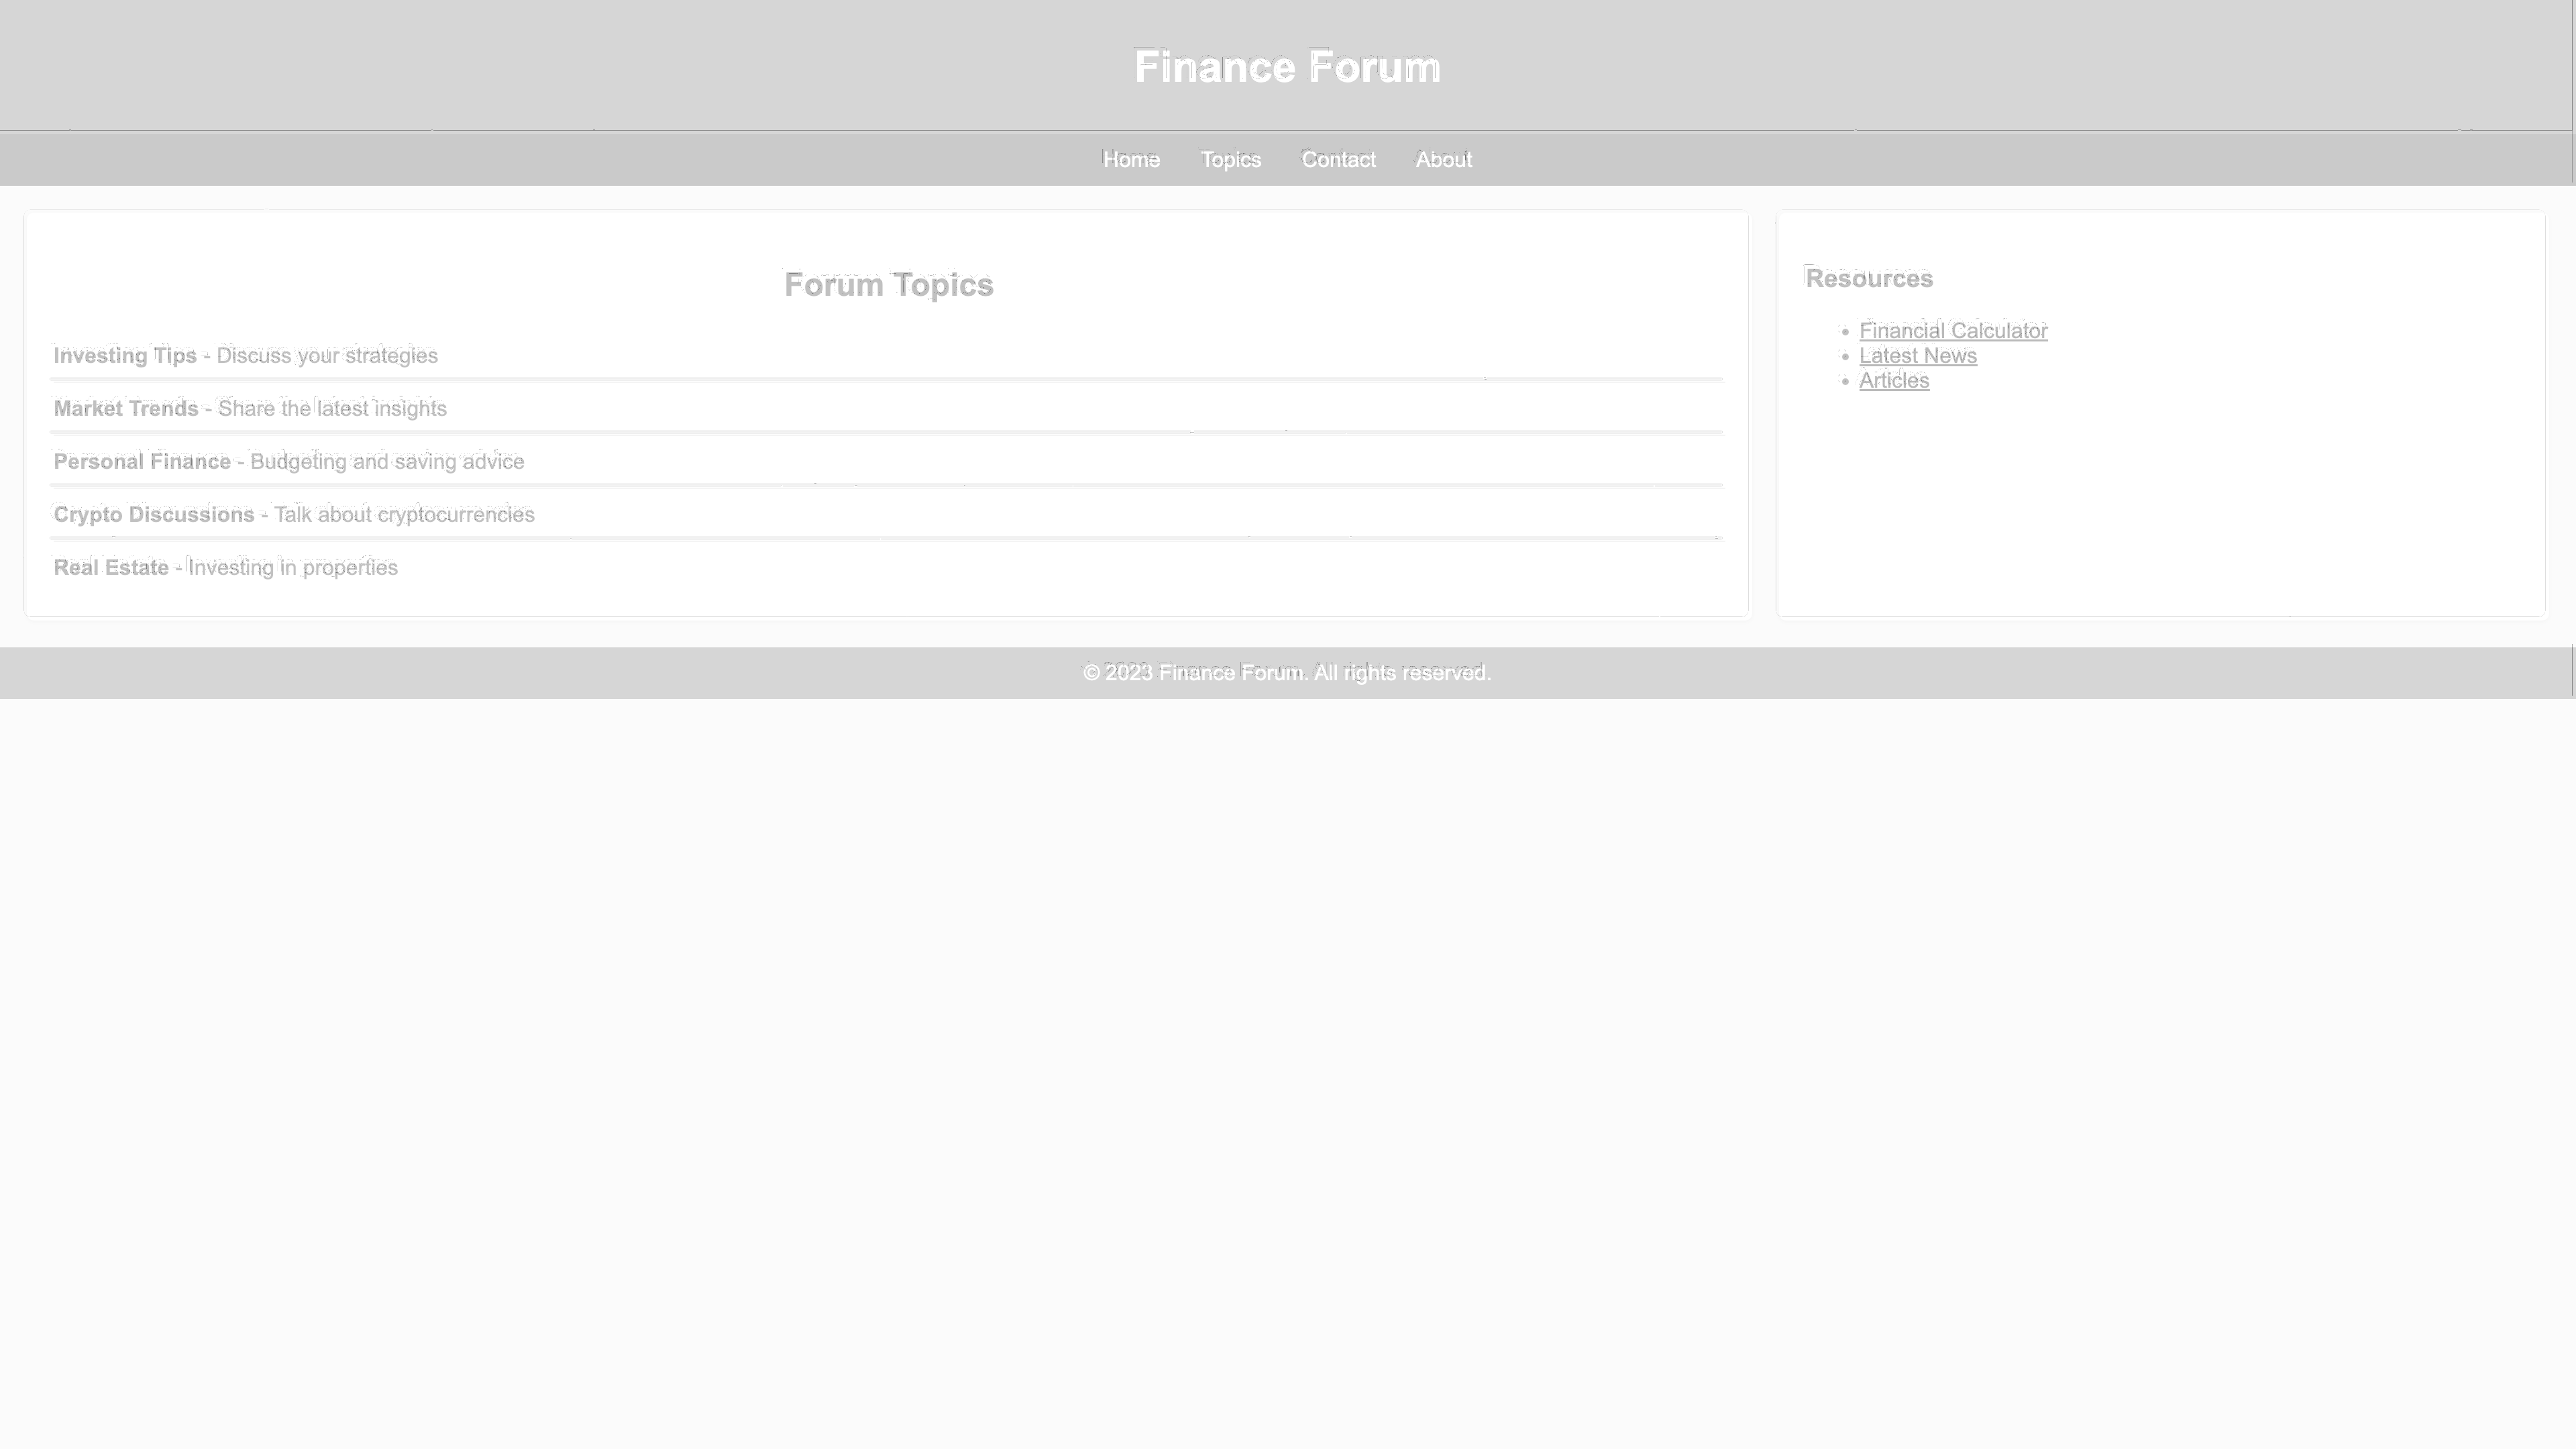 Finance Forum
Home Topics Contact About
Forum Topics
Investing Tips - Discuss your strategies
Market Trends - Share the latest insights
Personal Finance - Budgeting and saving advice
Crypto Discussions - Talk about cryptocurrencies
Real Estate - Investing in properties
Resources
Financial Calculator
Latest News
Articles
© 2023 Finance Forum. All rights reserved.